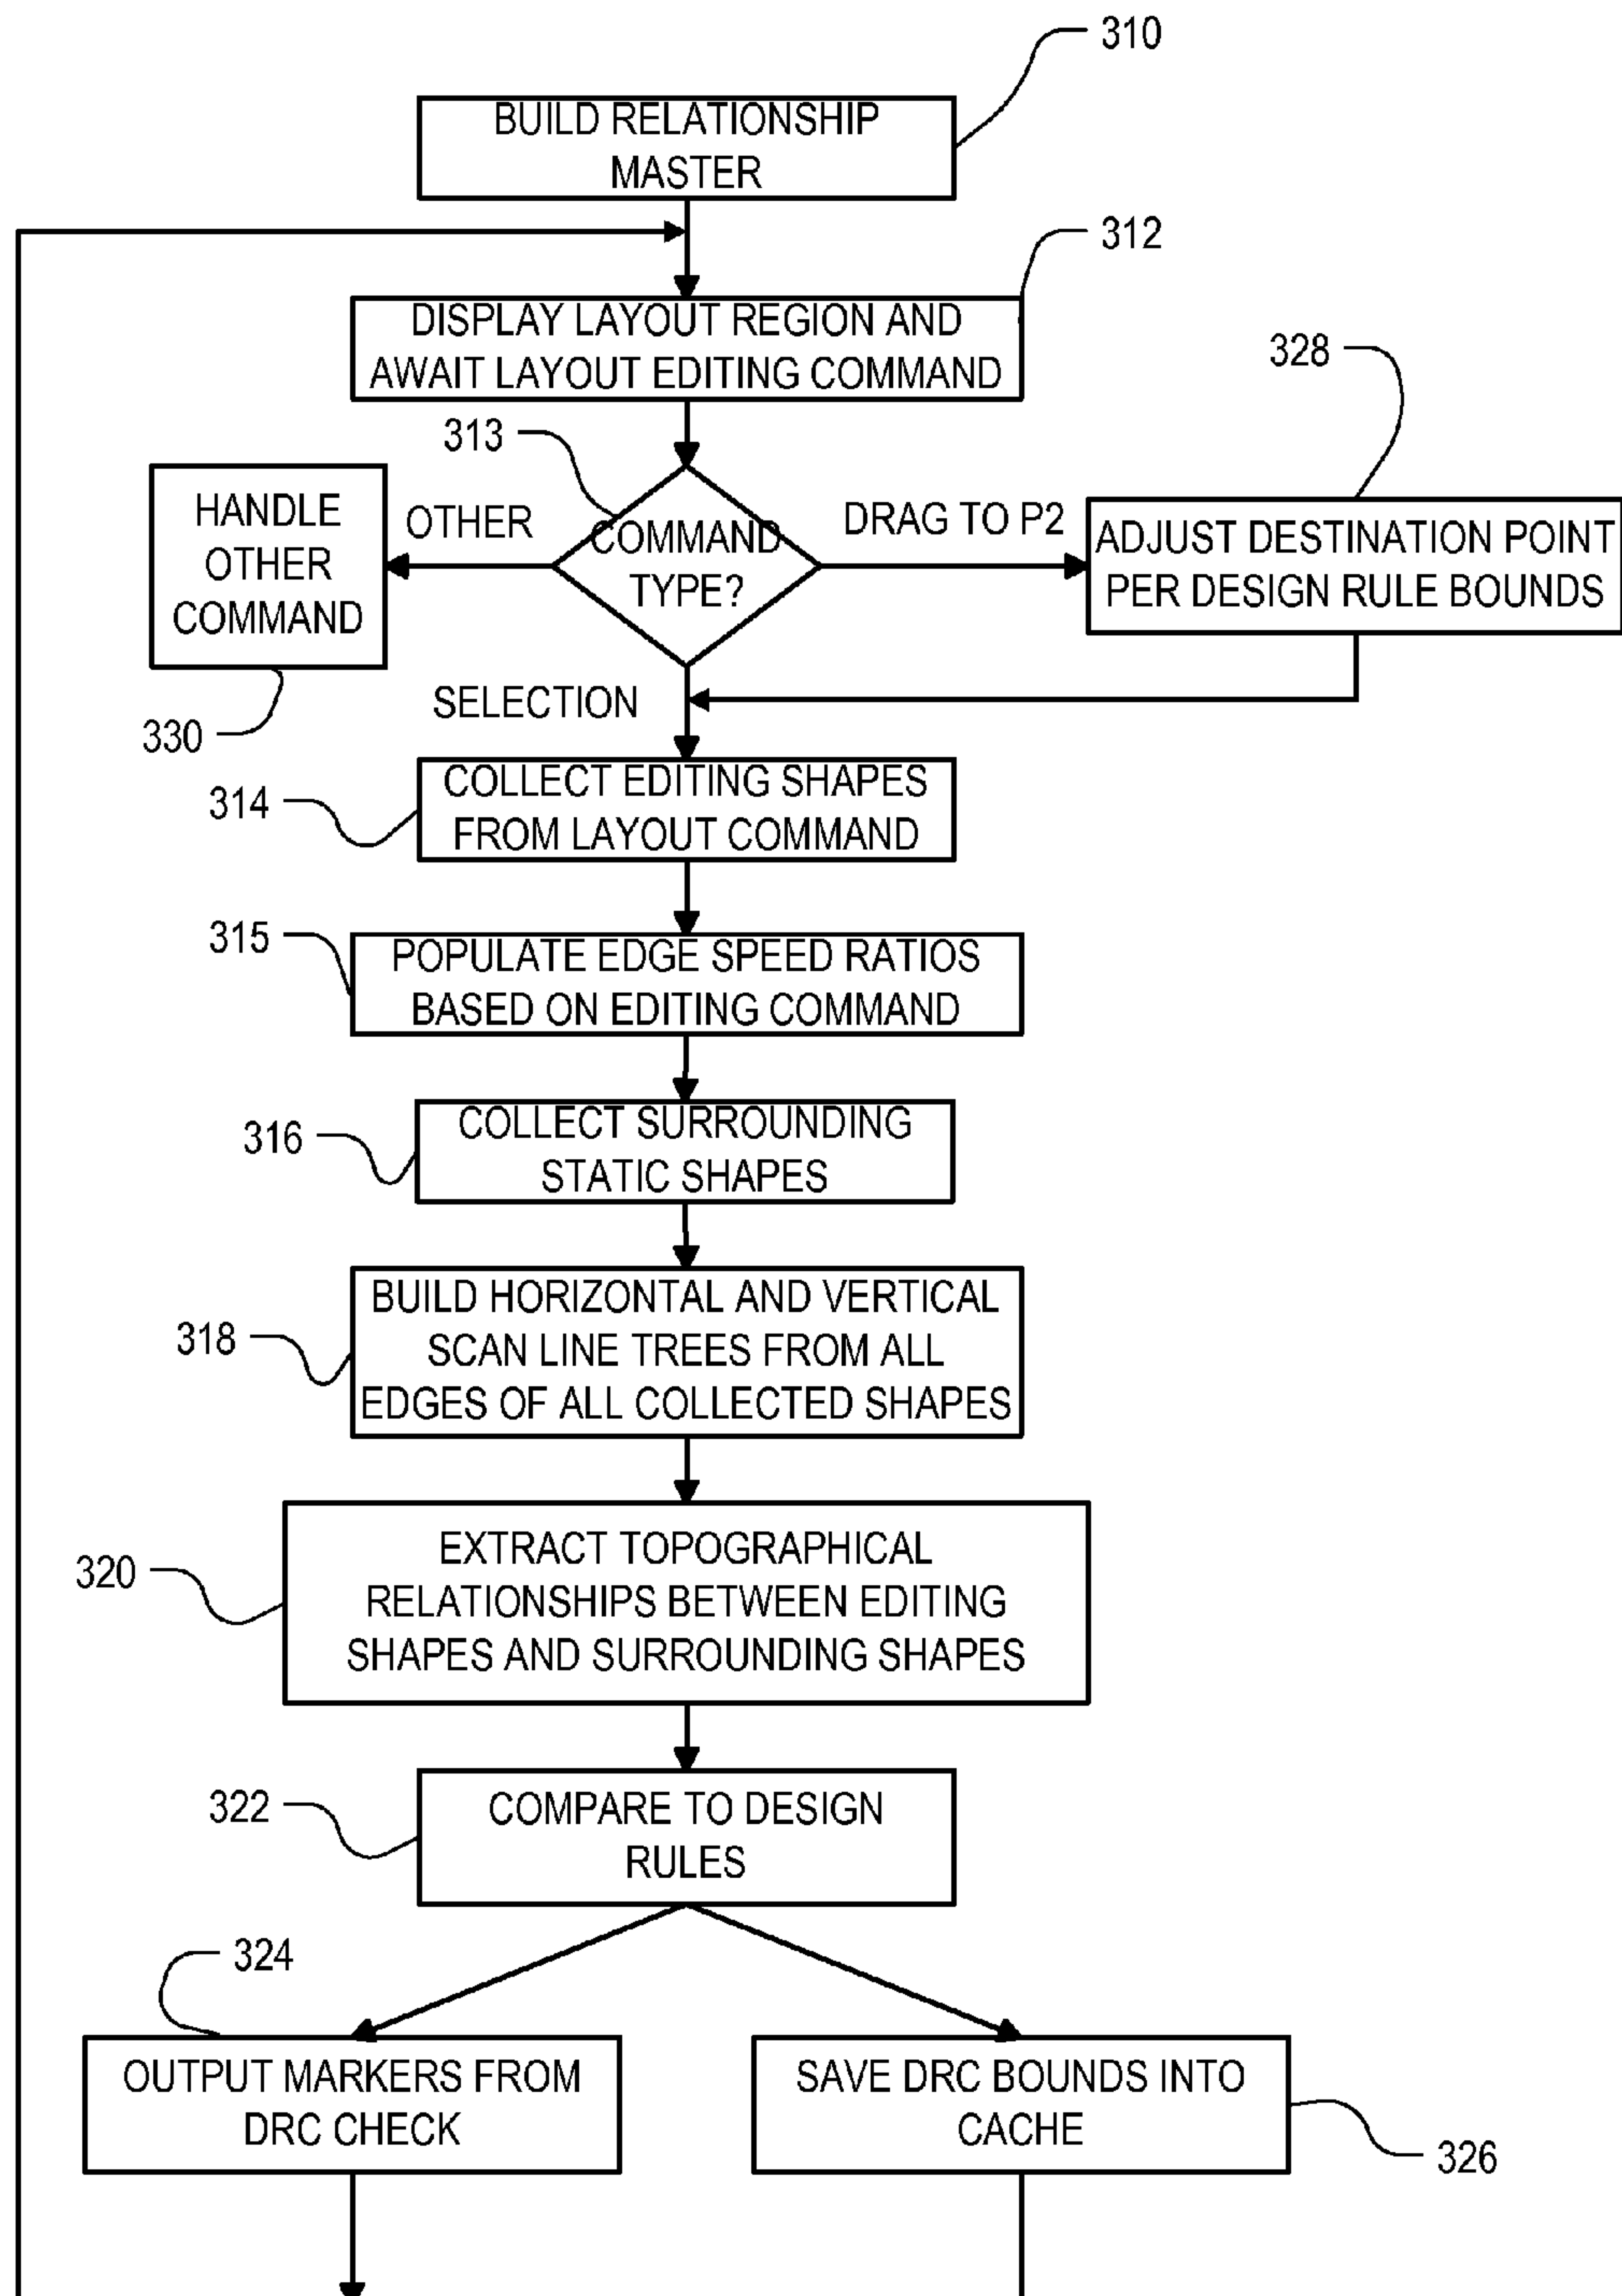 310
BUILD RELATIONSHIP
MASTER
312
DISPLAY LAYOUT REGION AND
AWAIT LAYOUT EDITING COMMAND
328
313
HANDLE
OTHER
COMMAND
OTHER
COMMAND
TYPE?
DRAG TO P2
ADJUST DESTINATION POINT
PER DESIGN RULE BOUNDS
330
SELECTION
314
COLLECT EDITING SHAPES
FROM LAYOUT COMMAND
315
POPULATE EDGE SPEED RATIOS
BASED ON EDITING COMMAND
316
COLLECT SURROUNDING
STATIC SHAPES
318
BUILD HORIZONTAL AND VERTICAL
SCAN LINE TREES FROM ALL
EDGES OF ALL COLLECTED SHAPES
320
EXTRACT TOPOGRAPHICAL
RELATIONSHIPS BETWEEN EDITING
SHAPES AND SURROUNDING SHAPES
322
COMPARE TO DESIGN
RULES
324
OUTPUT MARKERS FROM
DRC CHECK
SAVE DRC BOUNDS INTO
CACHE
326